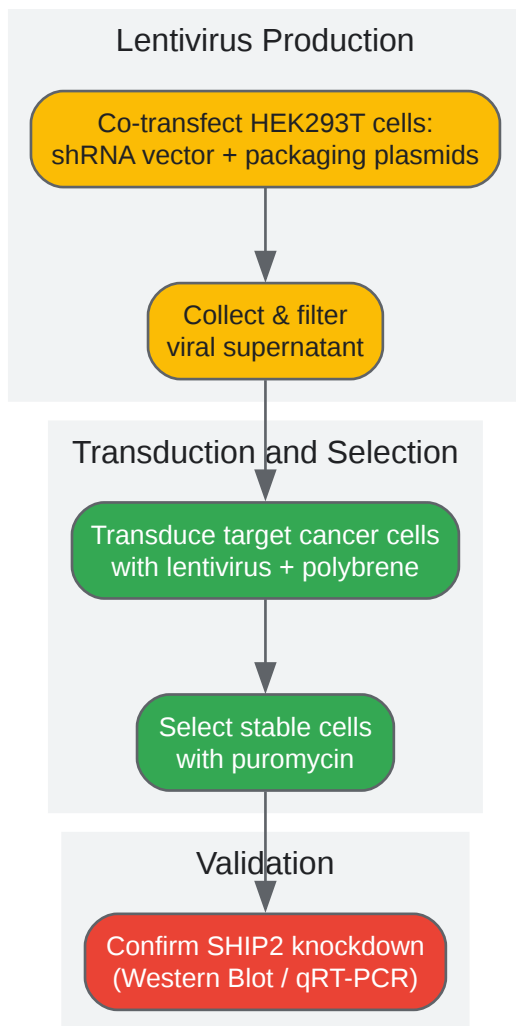 Lentivirus Production
Co-transfect HEK293T cells:
shRNA vector + packaging plasmids
Collect & filter
viral supernatant
Transduction and Selection
Transduce target cancer cells
with lentivirus + polybrene
Select stable cells
with puromycin
Validation
Confirm SHIP2 knockdown
(Western Blot / qRT-PCR)